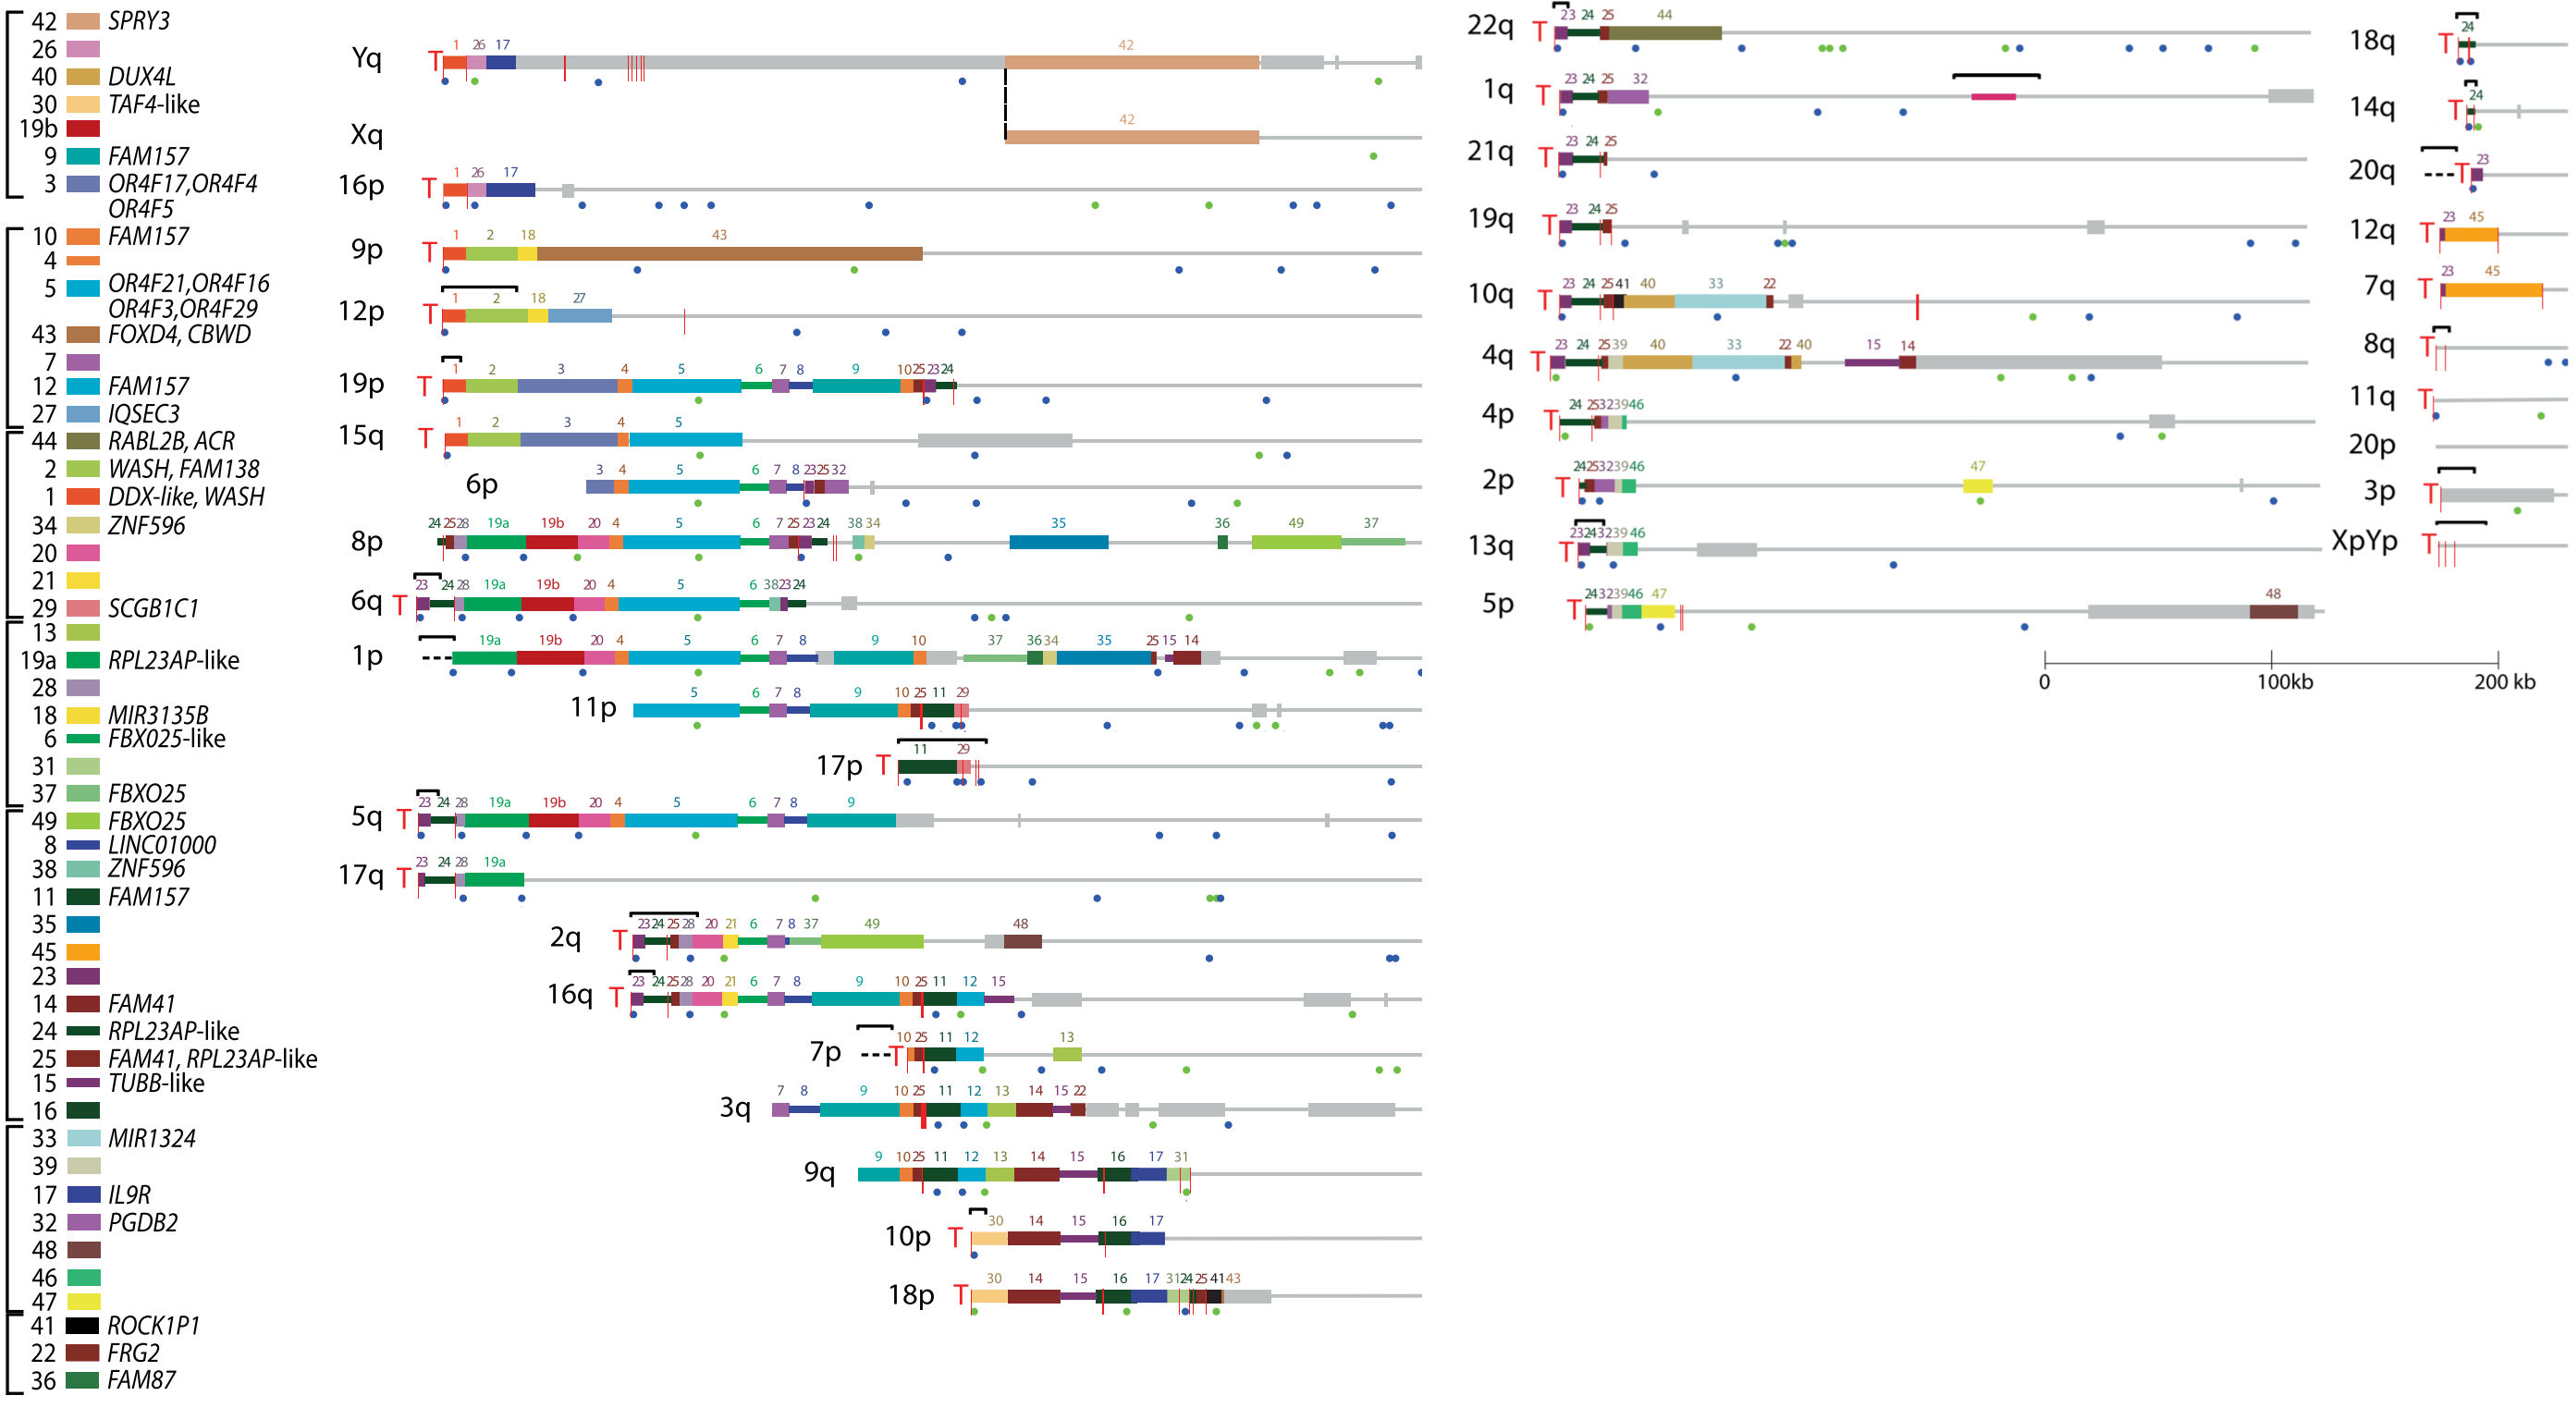 42 SPRY3
26
40 DUX4L
30 TAF4-like
19b
9 FAM157
3 OR4F17,OR4F4
OR4F5
10 FAM157
4
5 OR4F21,OR4F16
OR4F3,OR4F29
43 FOXD4, CBWD
7
12 FAM157
27 IQSEC3
44 RABL2B, ACR
2 WASH, FAM138
1 DDX-like, WASH
34 ZNF596
20
21
29 SCGB1C1
13
19a RPL23AP-like
28
18 MIR3135B
6 FBX025-like
31
37 FBXO25
49 FBXO25
8 LINC01000
38 ZNF596
11 FAM157
35
45
23
14 FAM41
24 RPL23AP-like
25 FAM41, RPL23AP-like
15 TUBB-like
16
33 MIR1324
39
17 IL9R
32 PGDB2
48
46
47
41 ROCK1P1
22 FRG2
36 FAM87
Yq T 1 26 17 42
Xq 42
16p T 1 26 17
9p T 1 2 18 43
12p T 1 2 18 27
19p T 1 2 3 4 5 6 7 8 9 10 25 23 24
15q T 1 2 3 4 5
6p 3 4 5 6 7 8 23 25 32
8p 24 25 28 19a 19b 20 4 5 6 7 25 23 24 38 34 35 36 49 37
6q T 23 24 28 19a 19b 20 4 5 6 38 23 24
1p 19a 19b 20 4 5 6 7 8 9 10 37 36 34 35 25 15 14
11p 5 6 7 8 9 10 25 11 29
17p T 11 29
5q T 23 24 28 19a 19b 20 4 5 6 7 8 9
17q T 23 24 28 19a
2q T 23 24 25 28 20 21 6 7 8 37 49 48
16q T 23 24 25 28 20 21 6 7 8 9 10 25 11 12 15
7p T 10 25 11 12 13
3q 7 8 9 10 25 11 12 13 14 15 22
9q 9 10 25 11 12 13 14 15 16 17 31
10p T 30 14 15 16 17
18p T 30 14 15 16 17 31 24 25 41 43
22q T 23 24 25 44
1q T 23 24 25 32
21q T 23 24 25
19q T 23 24 25
10q T 23 24 25 41 40 33 22
4q T 23 24 25 39 40 33 22 40 15 14
4p T 24 25 32 39 46
2p T 24 25 32 39 46 47
13q T 23 24 32 39 46
5p T 24 32 39 46 47 48
0 100kb 200 kb
18q T 24
14q T 24
20q T 23
12q T 23 45
7q T 23 45
8q T
11q T
20p
3p T
XpYp T